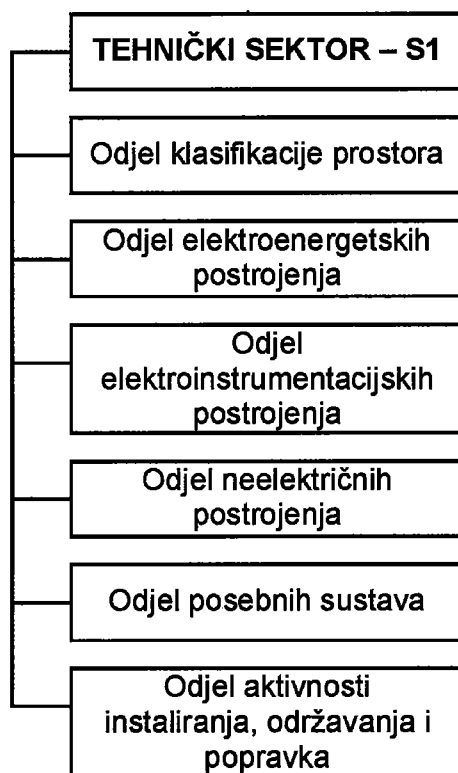 TEHNIČKI SEKTOR – S1
Odjel klasifikacije prostora
Odjel elektroenergetskih
postrojenja
Odjel
elektroinstrumentacijskih
postrojenja
Odjel neelektričnih
postrojenja
Odjel posebnih sustava
Odjel aktivnosti
instaliranja, održavanja i
popravka